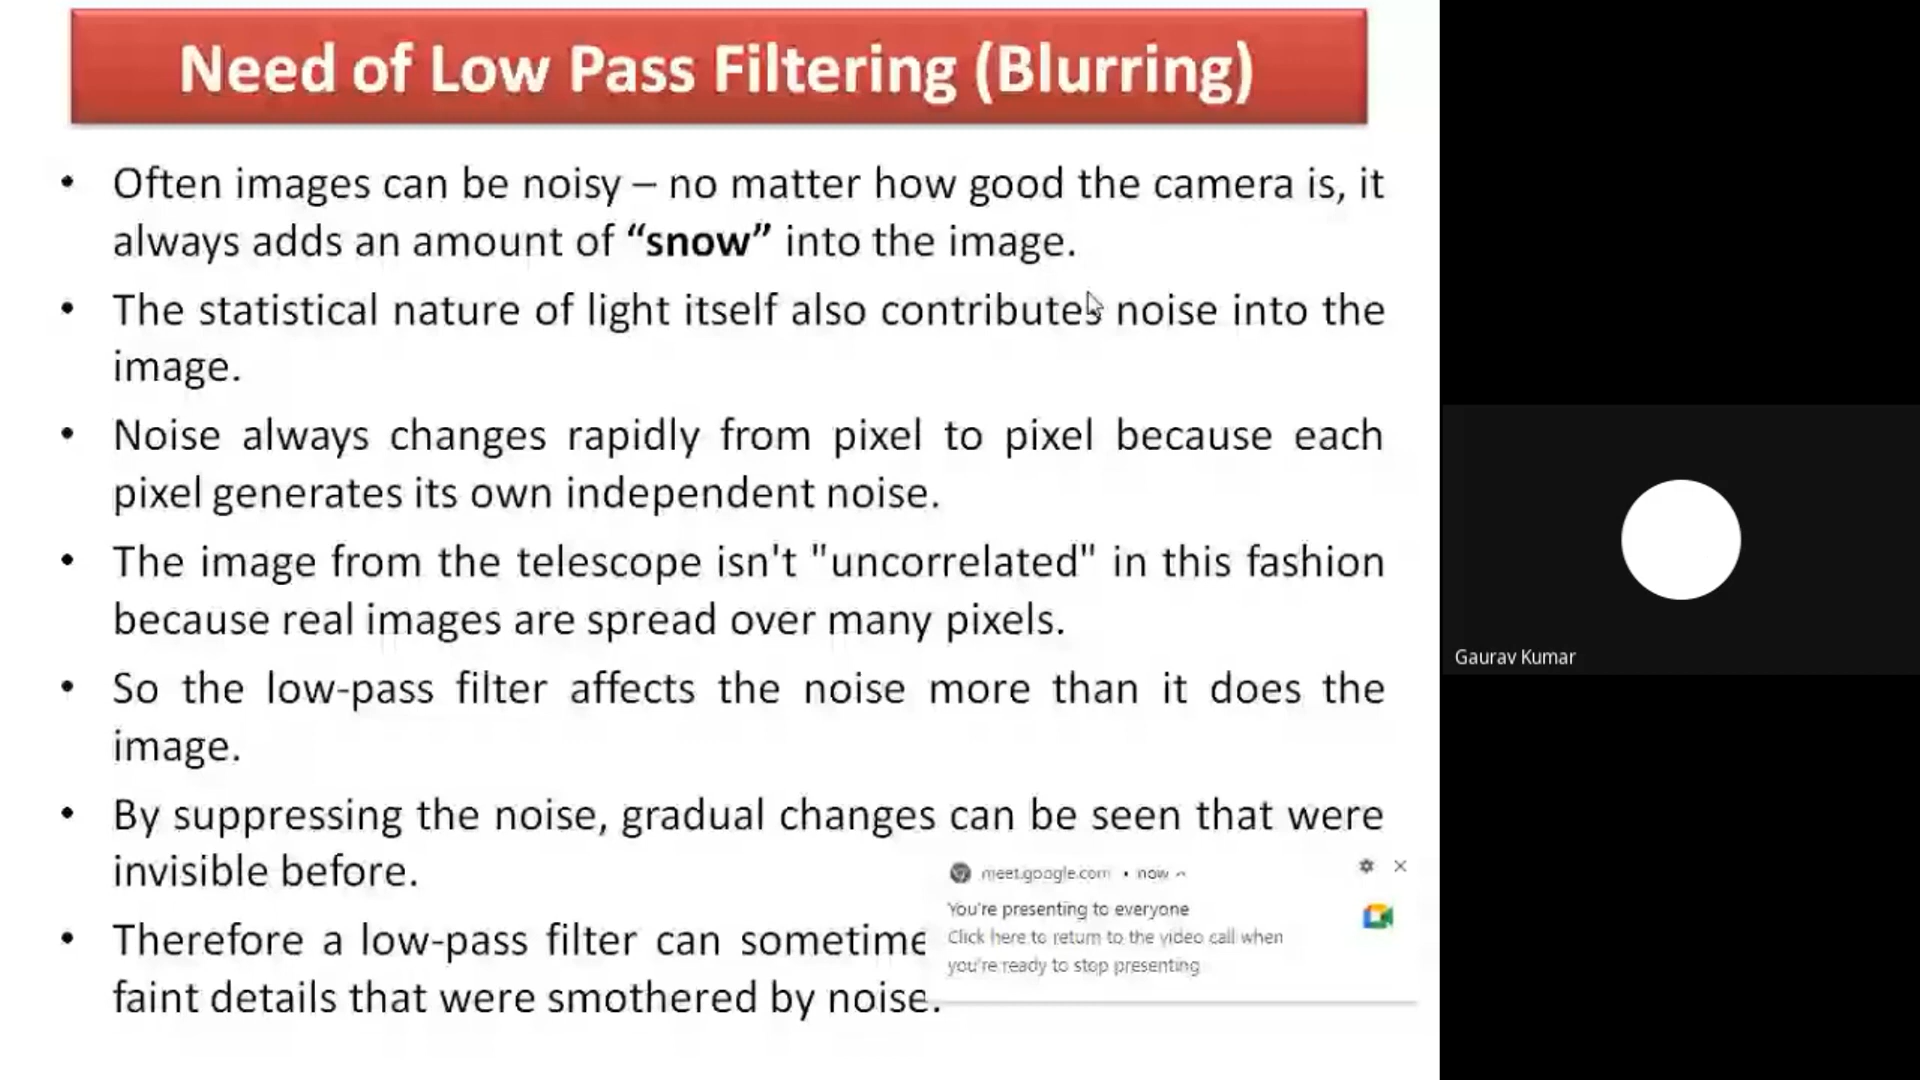 Need of Low Pass Filtering (Blurring)
• Often images can be noisy – no matter how good the camera is, it
always adds an amount of “snow” into the image.
• The statistical nature of light itself also contributes noise into the
image.
• Noise always changes rapidly from pixel to pixel because each
pixel generates its own independent noise.
• The image from the telescope isn't "uncorrelated" in this fashion
because real images are spread over many pixels.
• So the low-pass filter affects the noise more than it does the
image.
• By suppressing the noise, gradual changes can be seen that were
invisible before.
• Therefore a low-pass filter can sometime
faint details that were smothered by noise.
meet.google.com • now
You're presenting to everyone
Click here to return to the video call when
you're ready to stop presenting
Gaurav Kumar